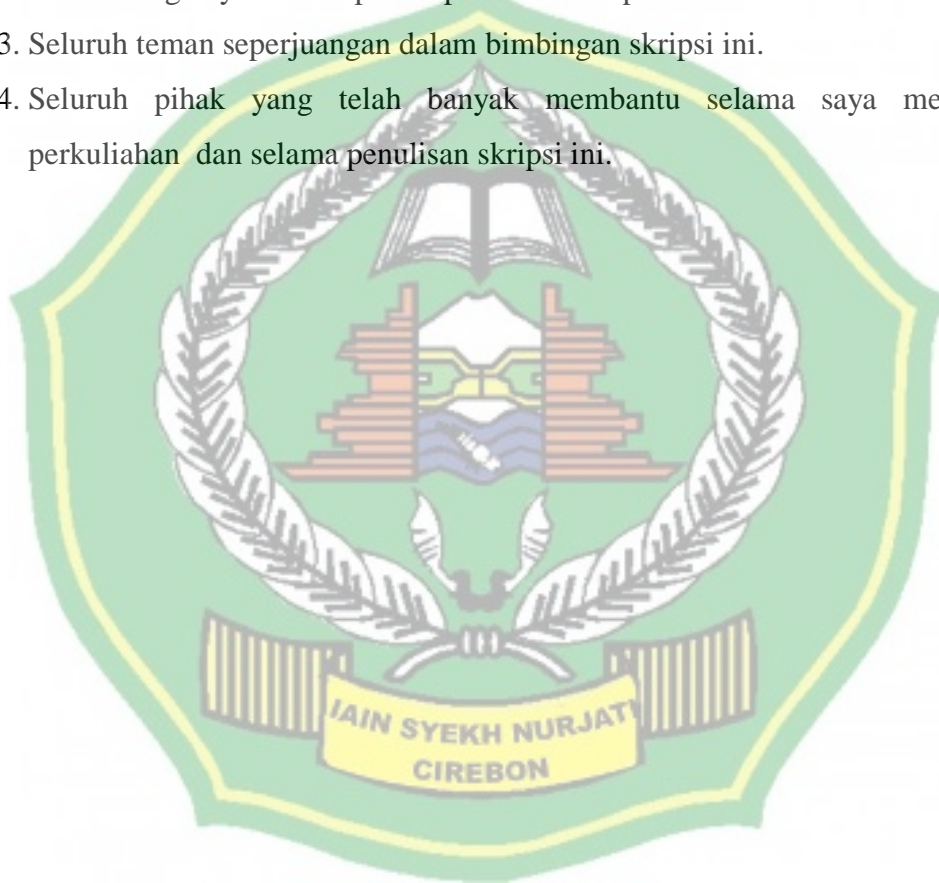 3. Seluruh teman seperjuangan dalam bimbingan skripsi ini.
4. Seluruh pihak yang telah banyak membantu selama saya me
perkuliahan dan selama penulisan skripsi ini.
IAIN SYEKH NURJATI
CIREBON